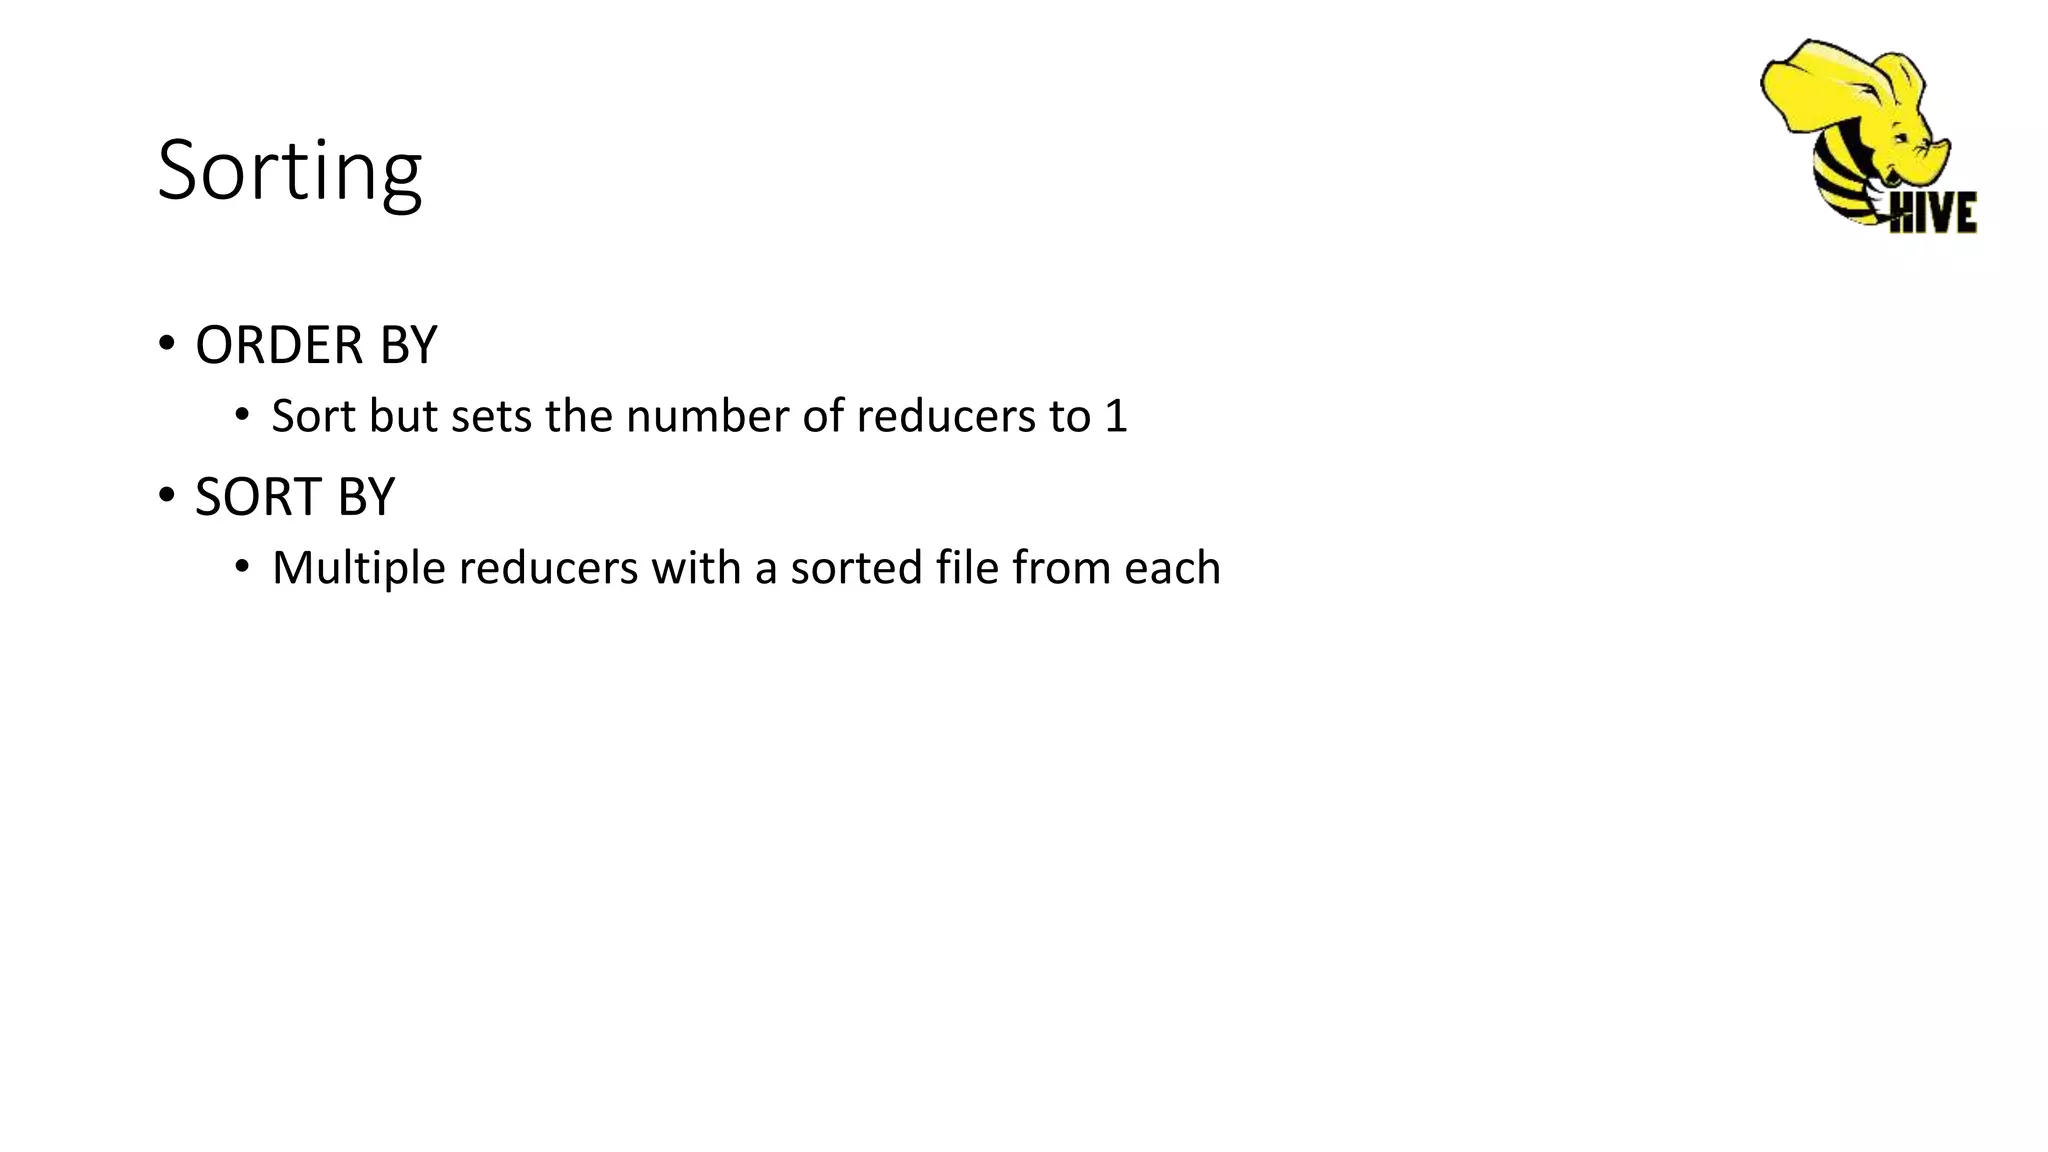 Sorting
HIVE
• ORDER BY
• Sort but sets the number of reducers to 1
• SORT BY
• Multiple reducers with a sorted file from each